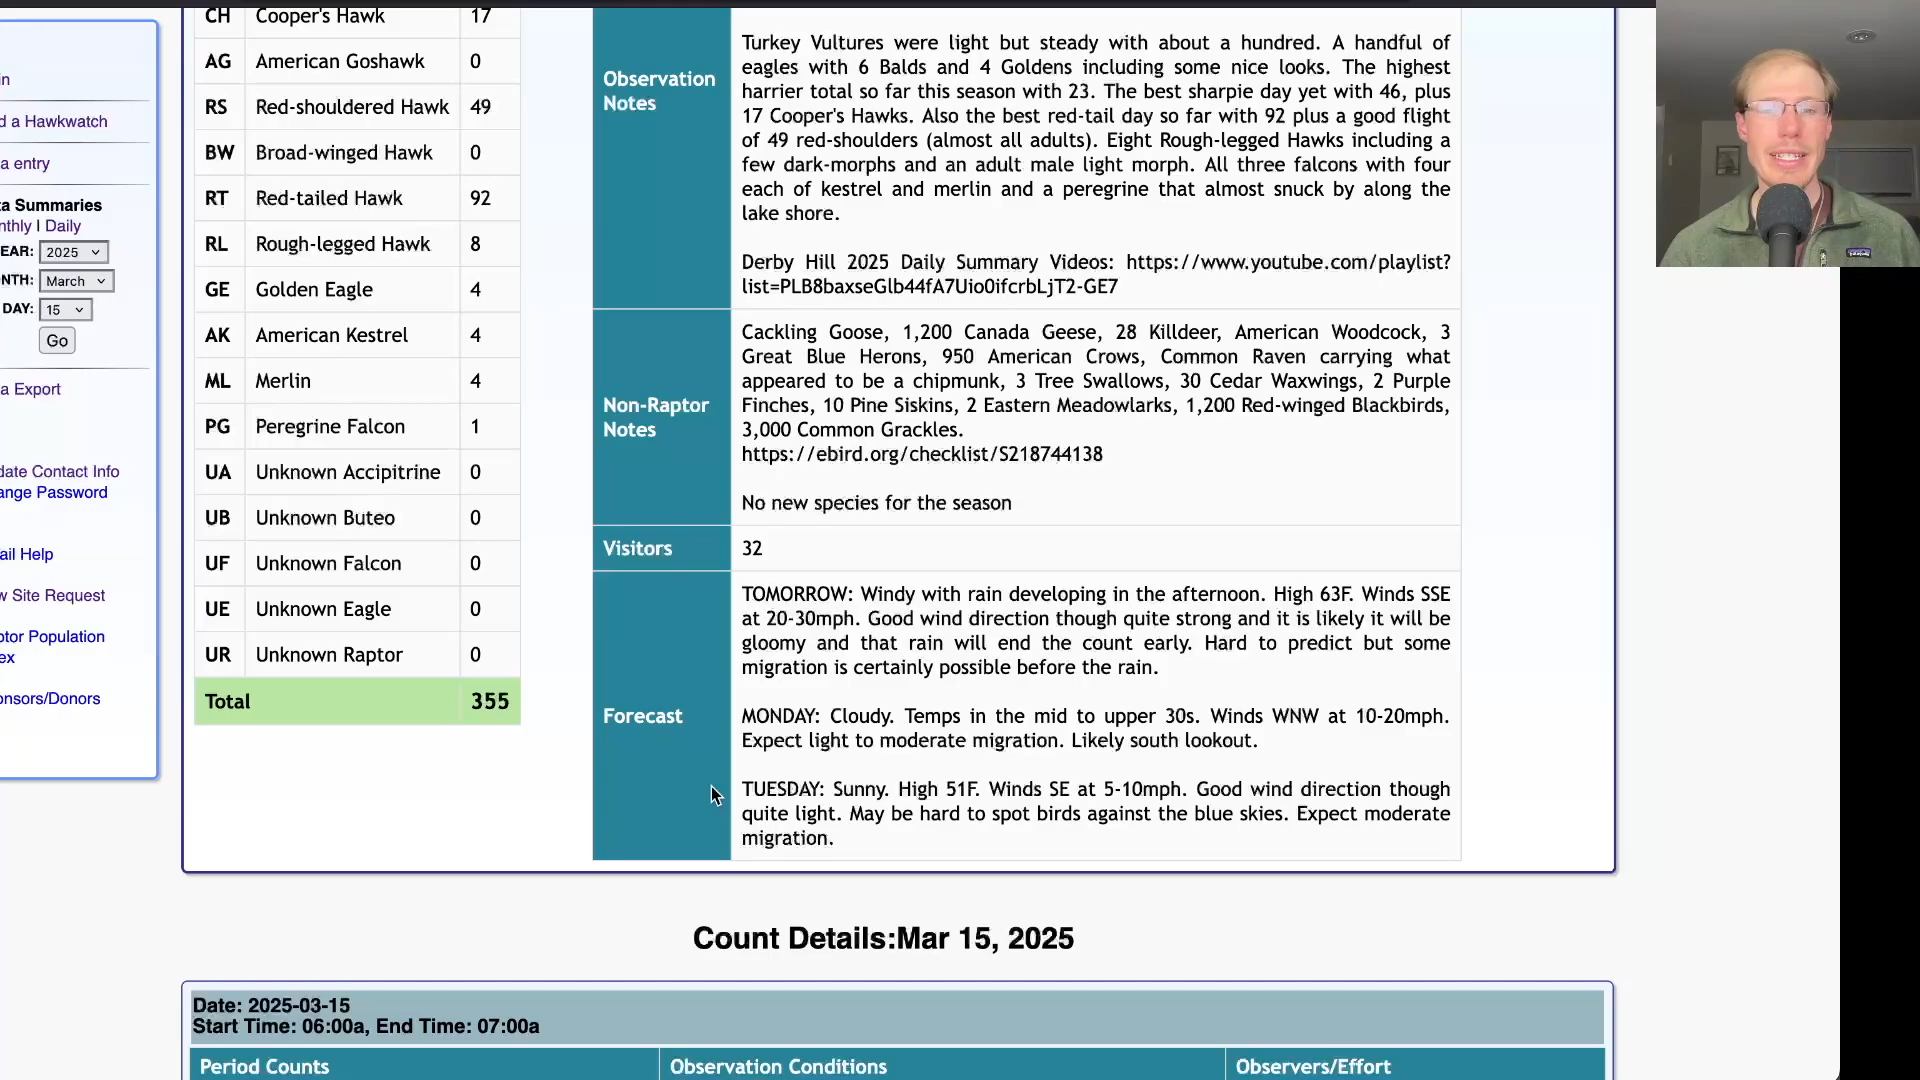 in
d a Hawkwatch
a entry
ta Summaries
nthly | Daily
EAR: 2025
NTH: March
DAY: 15
Go
a Export
date Contact Info
ange Password
ail Help
w Site Request
ptor Population
ex
onsors/Donors
CH Cooper's Hawk 17
AG American Goshawk 0
RS Red-shouldered Hawk 49
BW Broad-winged Hawk 0
RT Red-tailed Hawk 92
RL Rough-legged Hawk 8
GE Golden Eagle 4
AK American Kestrel 4
ML Merlin 4
PG Peregrine Falcon 1
UA Unknown Accipitrine 0
UB Unknown Buteo 0
UF Unknown Falcon 0
UE Unknown Eagle 0
UR Unknown Raptor 0
Total 355
Observation
Notes
Turkey Vultures were light but steady with about a hundred. A handful of
eagles with 6 Balds and 4 Goldens including some nice looks. The highest
harrier total so far this season with 23. The best sharpie day yet with 46, plus
17 Cooper's Hawks. Also the best red-tail day so far with 92 plus a good flight
of 49 red-shoulders (almost all adults). Eight Rough-legged Hawks including a
few dark-morphs and an adult male light morph. All three falcons with four
each of kestrel and merlin and a peregrine that almost snuck by along the
lake shore.
Derby Hill 2025 Daily Summary Videos: https://www.youtube.com/playlist?
list=PLB8baxseGlb44fA7Uio0ifcrbLjT2-GE7
Non-Raptor
Notes
Cackling Goose, 1,200 Canada Geese, 28 Killdeer, American Woodcock, 3
Great Blue Herons, 950 American Crows, Common Raven carrying what
appeared to be a chipmunk, 3 Tree Swallows, 30 Cedar Waxwings, 2 Purple
Finches, 10 Pine Siskins, 2 Eastern Meadowlarks, 1,200 Red-winged Blackbirds,
3,000 Common Grackles.
https://ebird.org/checklist/S218744138
No new species for the season
Visitors
32
Forecast
TOMORROW: Windy with rain developing in the afternoon. High 63F. Winds SSE
at 20-30mph. Good wind direction though quite strong and it is likely it will be
gloomy and that rain will end the count early. Hard to predict but some
migration is certainly possible before the rain.
MONDAY: Cloudy. Temps in the mid to upper 30s. Winds WNW at 10-20mph.
Expect light to moderate migration. Likely south lookout.
TUESDAY: Sunny. High 51F. Winds SE at 5-10mph. Good wind direction though
quite light. May be hard to spot birds against the blue skies. Expect moderate
migration.
Count Details:Mar 15, 2025
Date: 2025-03-15
Start Time: 06:00a, End Time: 07:00a
Period Counts
Observation Conditions
Observers/Effort